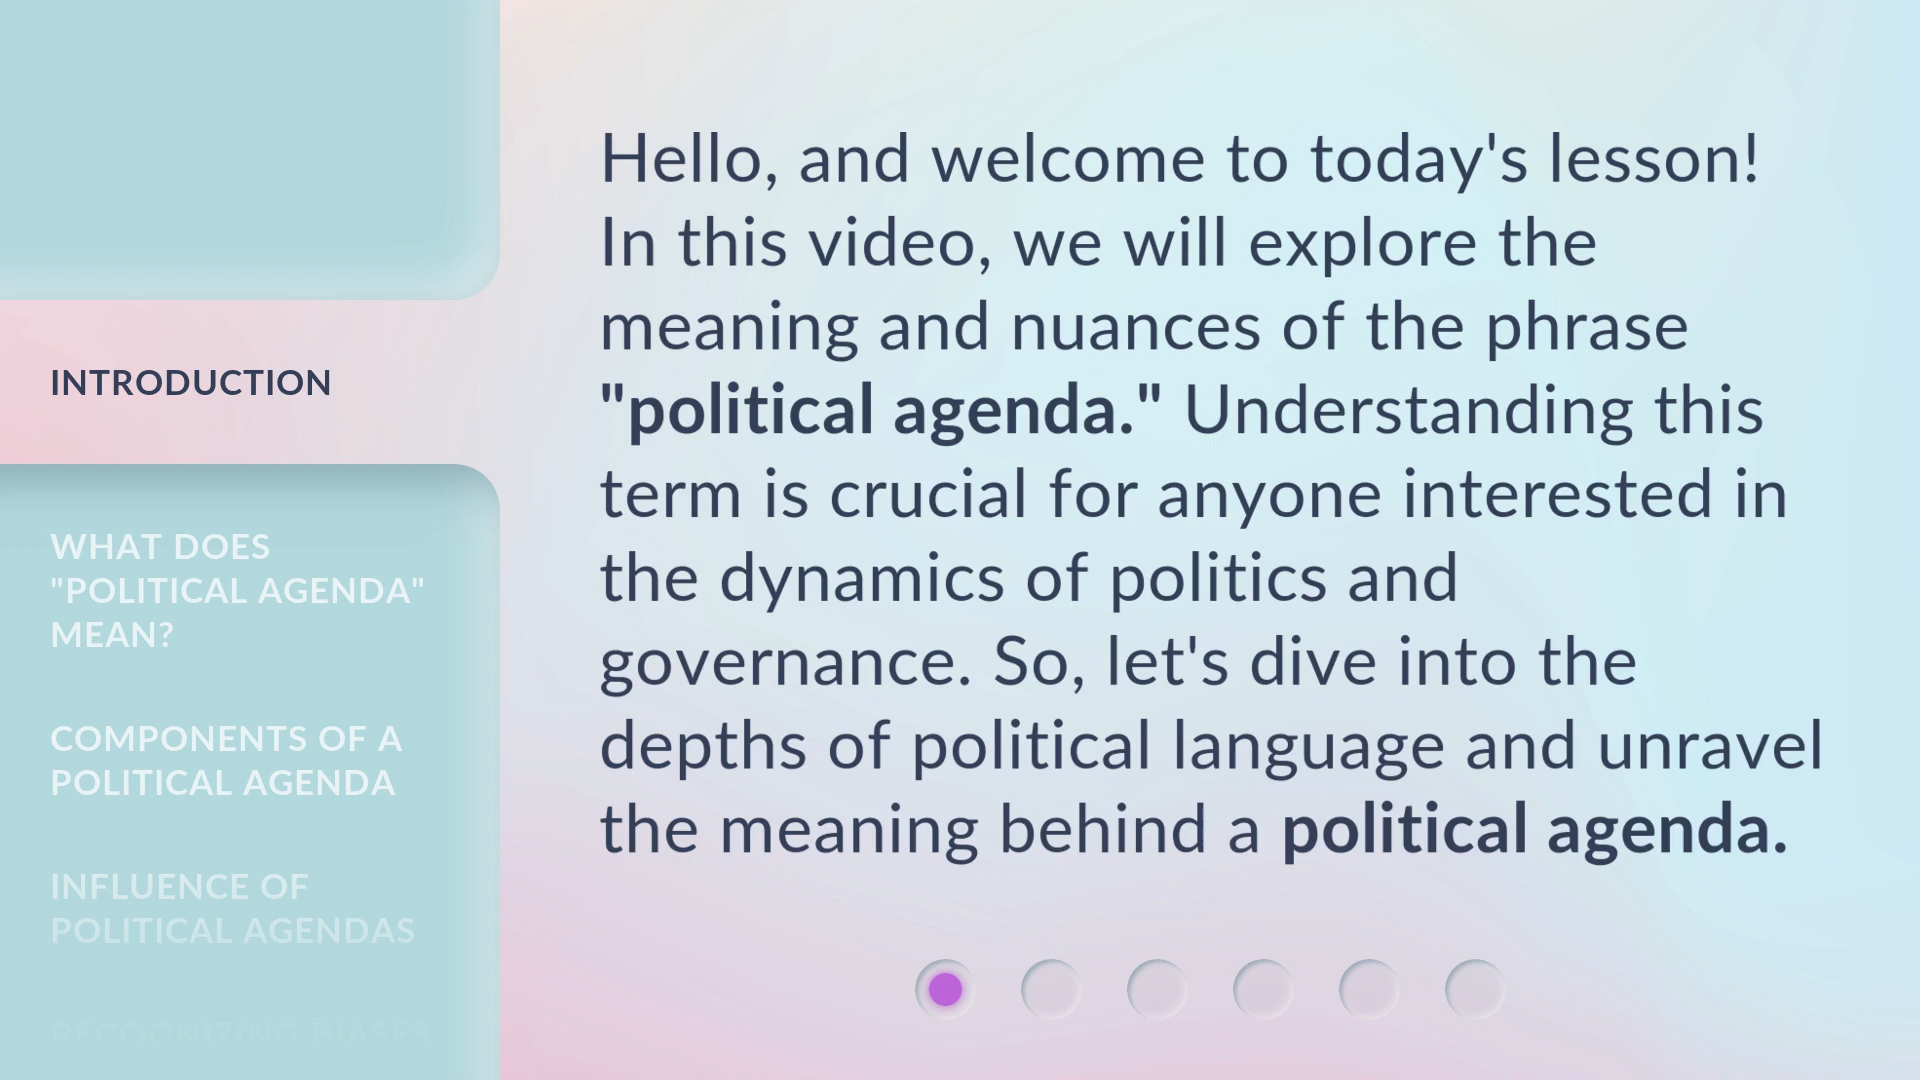 INTRODUCTION
WHAT DOES
"POLITICAL AGENDA"
MEAN?
COMPONENTS OF A
POLITICAL AGENDA
INFLUENCE OF
POLITICAL AGENDAS
RECOGNIZING BIASES
Hello, and welcome to today's lesson!
In this video, we will explore the
meaning and nuances of the phrase
"political agenda." Understanding this
term is crucial for anyone interested in
the dynamics of politics and
governance. So, let's dive into the
depths of political language and unravel
the meaning behind a political agenda.